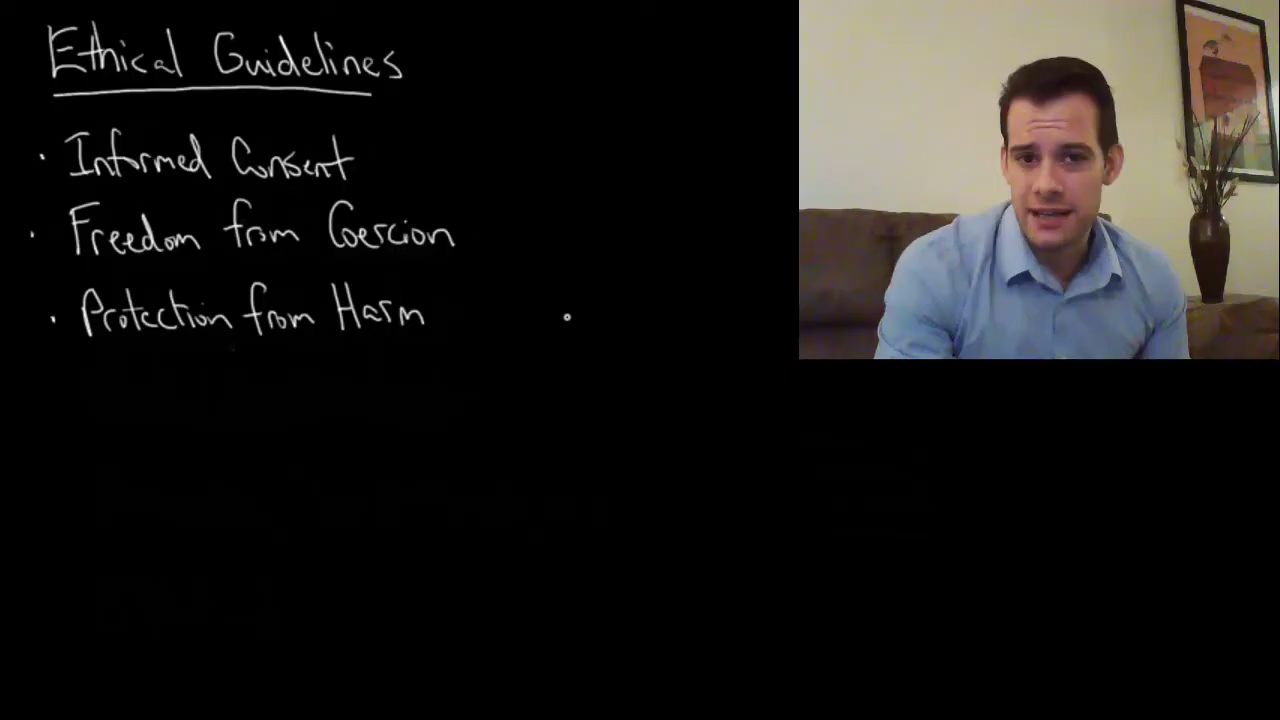 Ethical Guidelines
· Informed Consent
· Freedom from Coercion
· Protection from Harm